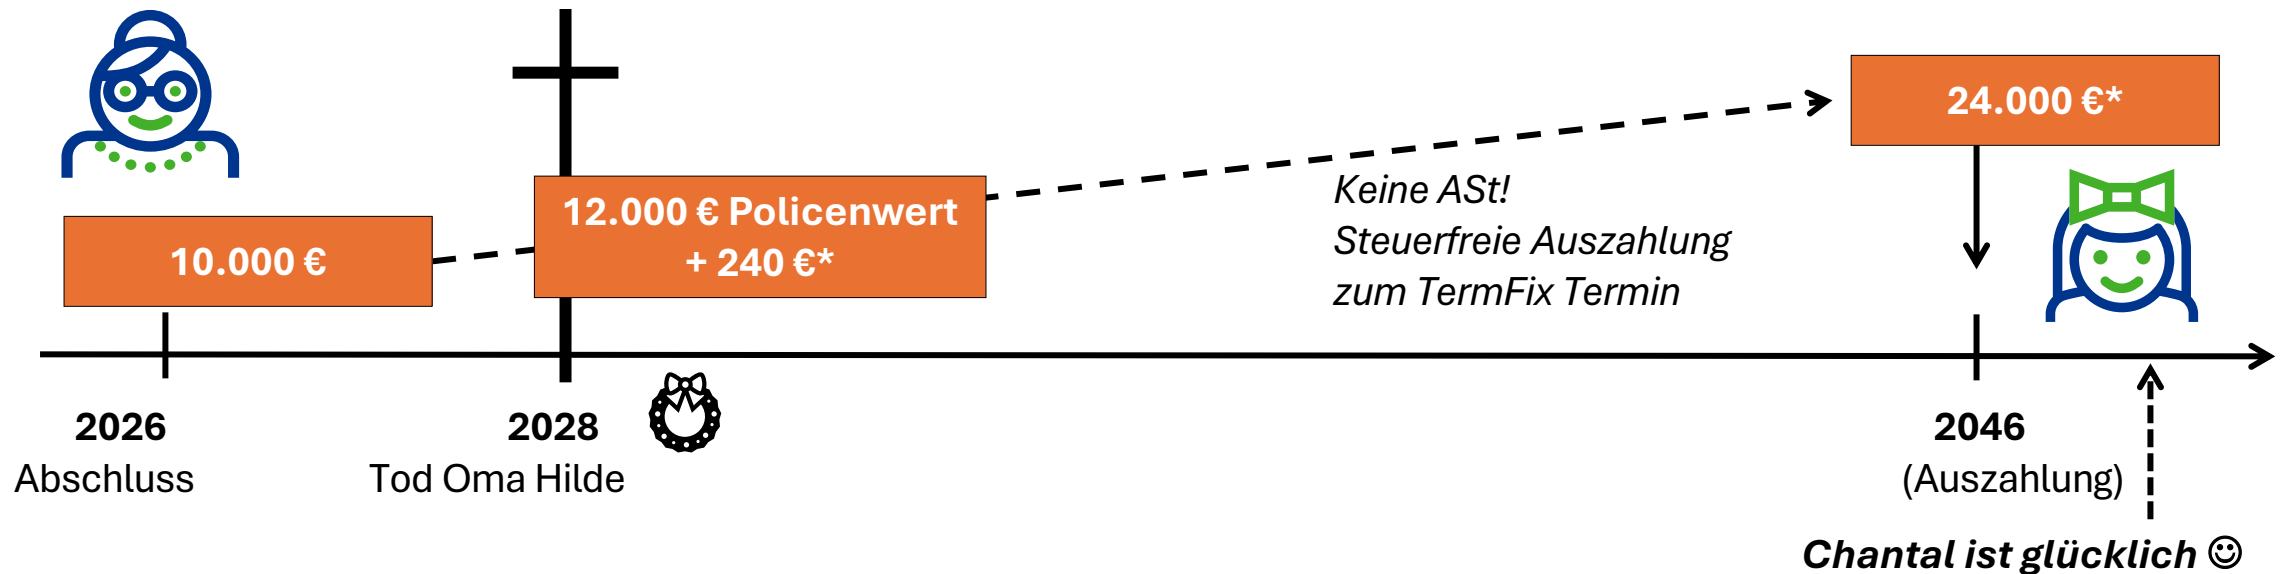 10.000 €
12.000 € Policenwert
+ 240 €*
24.000 €*
Keine ASt!
Steuerfreie Auszahlung
zum TermFix Termin
2026
Abschluss
2028
Tod Oma Hilde
2046
(Auszahlung)
Chantal ist glücklich ☺